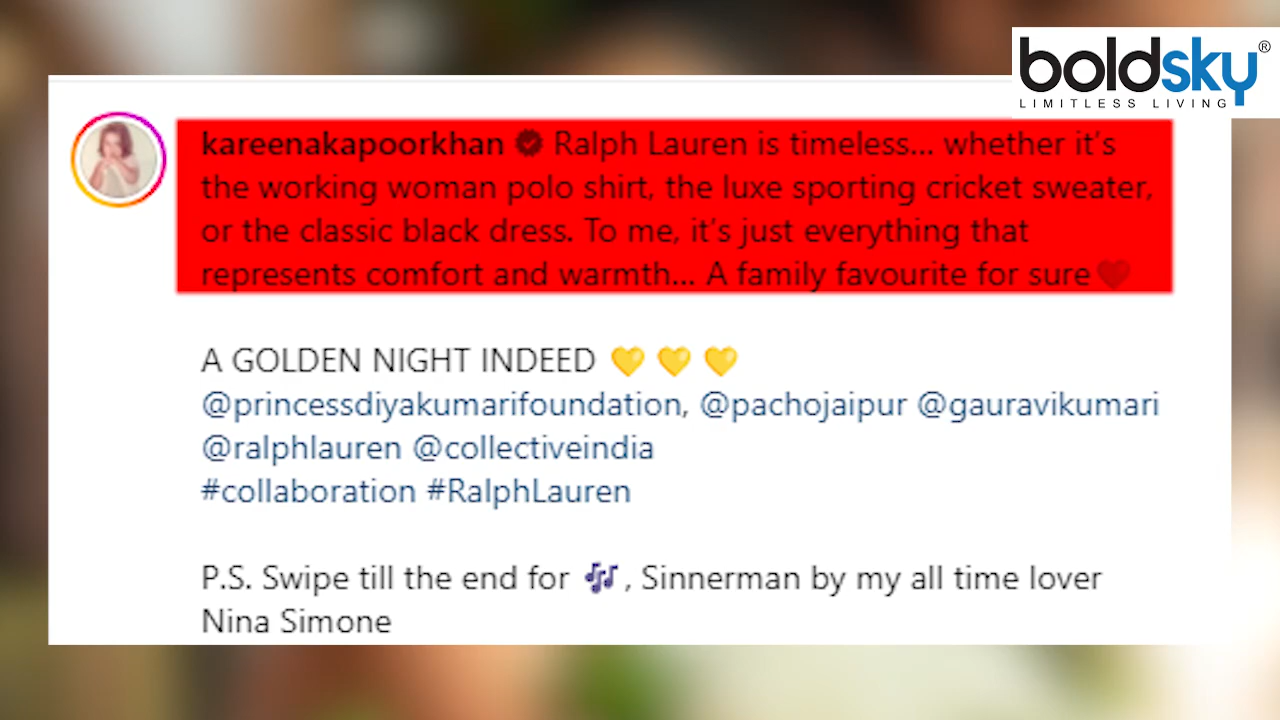 boldsky®
LIMITLESS LIVING
kareenakapoorkhan Ralph Lauren is timeless... whether it's
the working woman polo shirt, the luxe sporting cricket sweater,
or the classic black dress. To me, it's just everything that
represents comfort and warmth... A family favourite for sure❤️
A GOLDEN NIGHT INDEED 💛 💛 💛
@princessdiyakumarifoundation, @pachojaipur @gauravikumari
@ralphlauren @collectiveindia
#collaboration #RalphLauren
P.S. Swipe till the end for 🎶, Sinnerman by my all time lover
Nina Simone